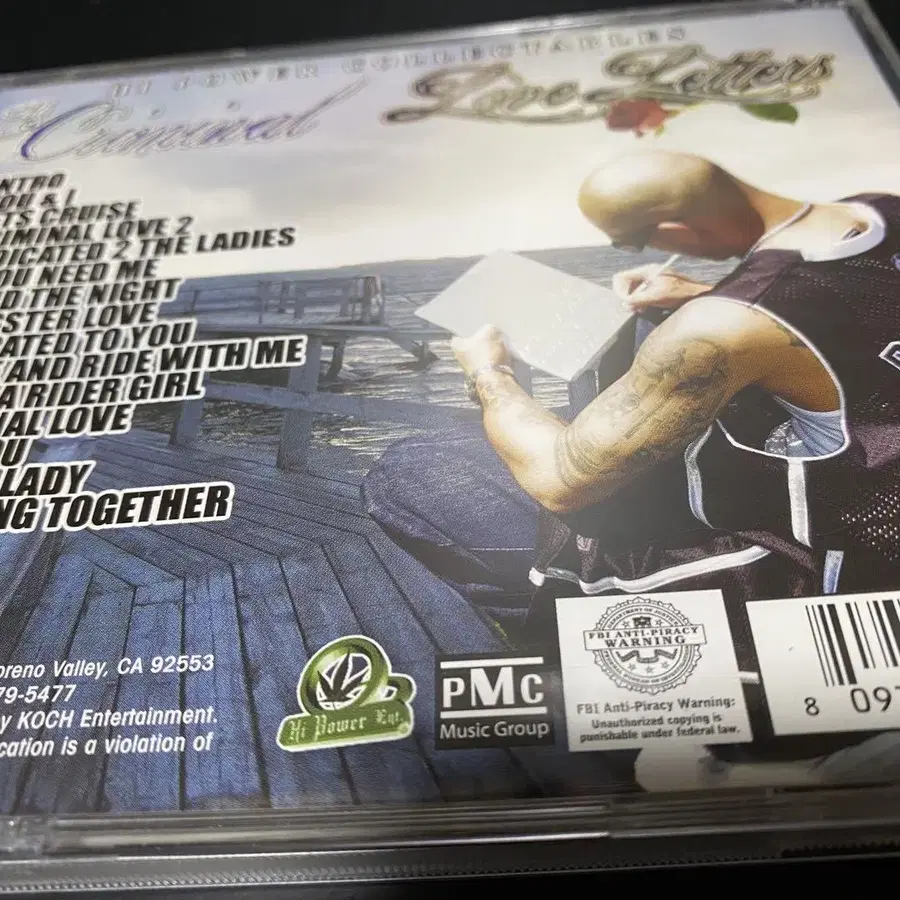 HI POWER COLLECTABLES
Criminal
Love Letters
NTRO
OU & I
TS CRUISE
IMINAL LOVE 2
DICATED 2 THE LADIES
OU NEED ME
D THE NIGHT
STER LOVE
CATED TO YOU
AND RIDE WITH ME
A RIDER GIRL
NAL LOVE
OU
LADY
NG TOGETHER
oreno Valley, CA 92553
79-5477
y KOCH Entertainment.
cation is a violation of
Hi Power Ent.
PMC
Music Group
FBI ANTI-PIRACY
WARNING
FBI Anti-Piracy Warning:
Unauthorized copying is
punishable under federal law.
8 097